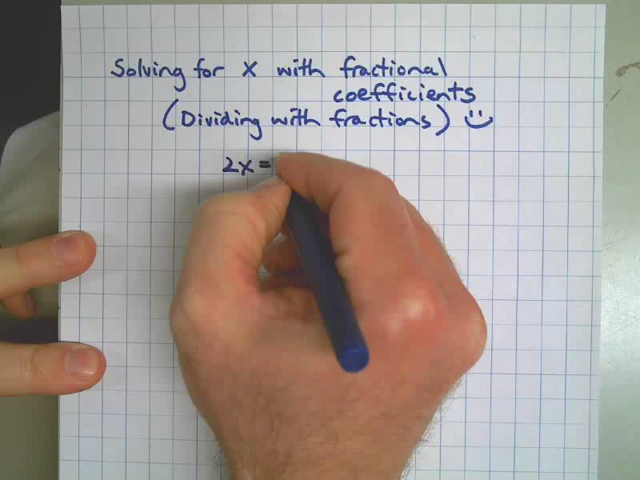 Solving for x with fractional
coefficients
(Dividing with fractions) :)
2x =